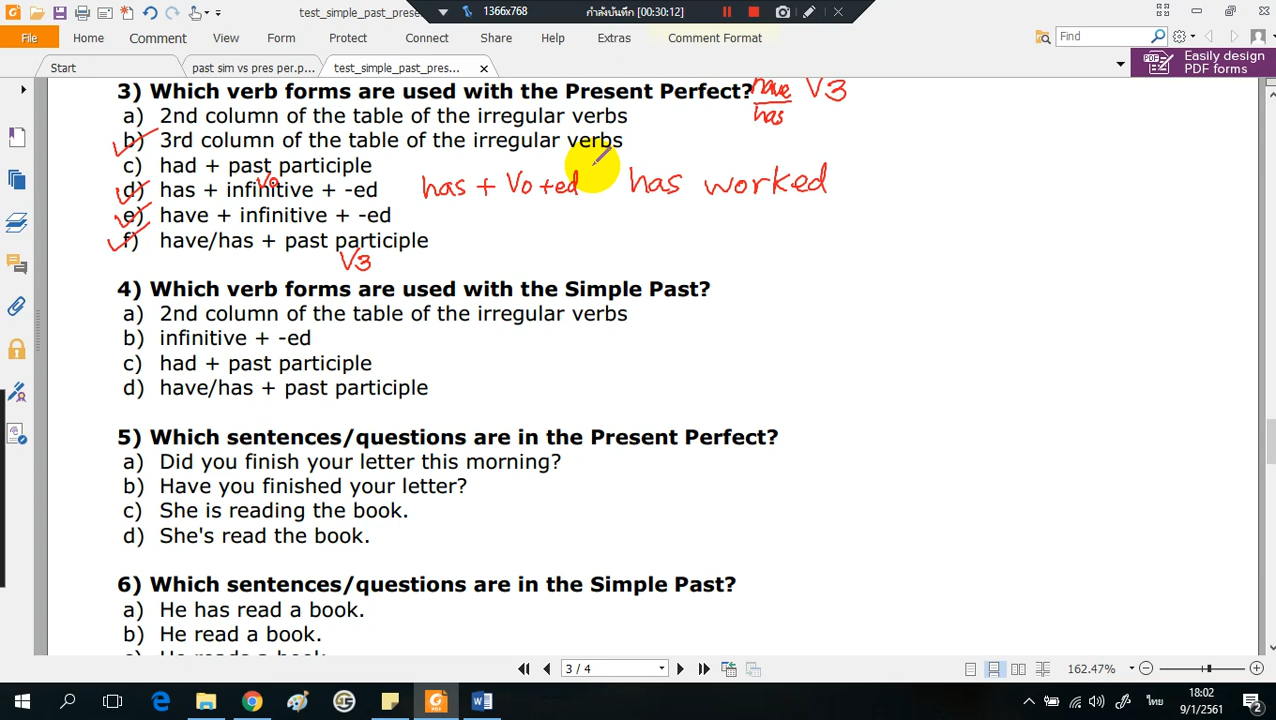 test_simple_past_prese
1366x768
กำลังบันทึก [00:30:12]
File Home Comment View Form Protect Connect Share Help Extras Comment Format Find
Start past sim vs pres per.p... test_simple_past_pres...
Easily design
PDF forms
3) Which verb forms are used with the Present Perfect? have V3
has
a) 2nd column of the table of the irregular verbs
b) 3rd column of the table of the irregular verbs
c) had + past participle
V0
d) has + infinitive + -ed has + V0 + ed has worked
e) have + infinitive + -ed
f) have/has + past participle
V3
4) Which verb forms are used with the Simple Past?
a) 2nd column of the table of the irregular verbs
b) infinitive + -ed
c) had + past participle
d) have/has + past participle
5) Which sentences/questions are in the Present Perfect?
a) Did you finish your letter this morning?
b) Have you finished your letter?
c) She is reading the book.
d) She's read the book.
6) Which sentences/questions are in the Simple Past?
a) He has read a book.
b) He read a book.
3 / 4 162.47%
ไทย
18:02
9/1/2561
2